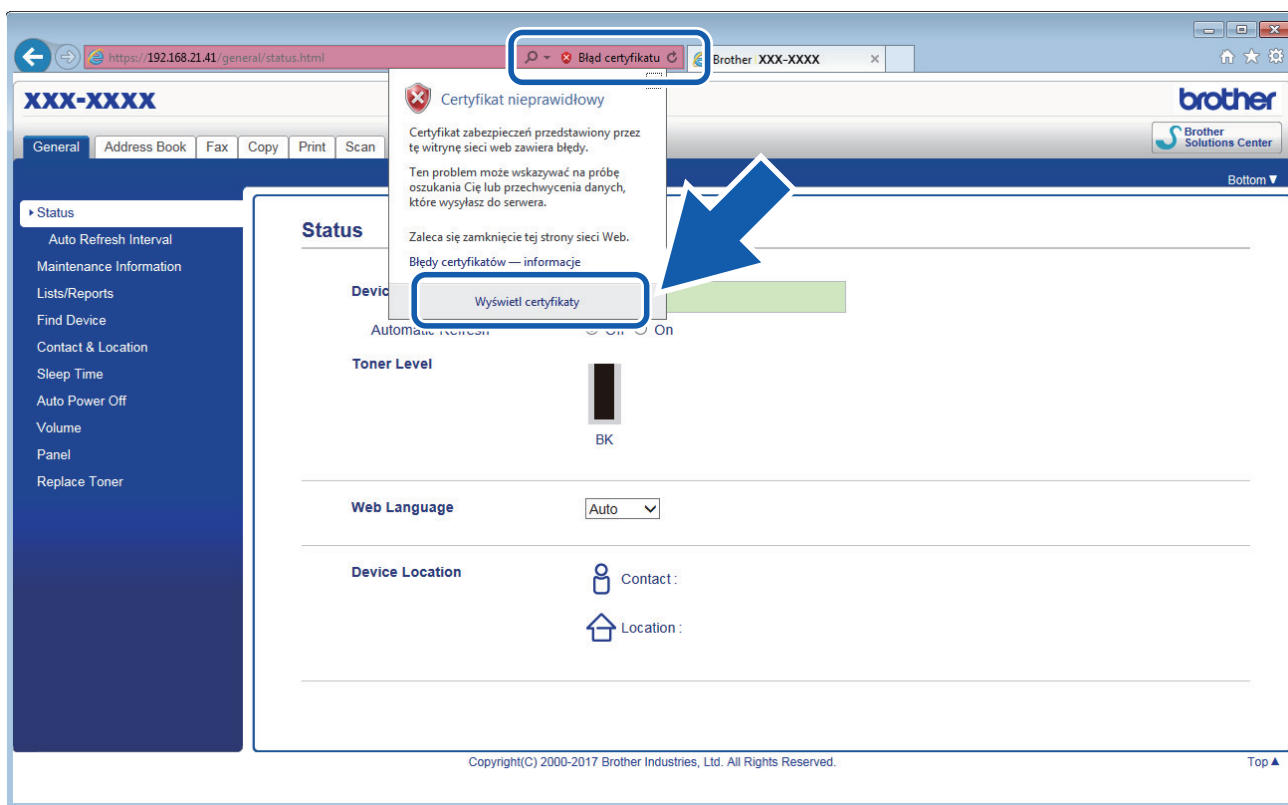 https://192.168.21.41/general/status.html
Błąd certyfikatu
Brother XXX-XXXX
XXX-XXXX
brother
General
Address Book
Fax
Copy
Print
Scan
Brother
Solutions Center
Bottom▼
Certyfikat nieprawidłowy
Certyfikat zabezpieczeń przedstawiony przez
tę witrynę sieci web zawiera błędy.
Ten problem może wskazywać na próbę
oszukania Cię lub przechwycenia danych,
które wysyłasz do serwera.
Zaleca się zamknięcie tej strony sieci Web.
Błędy certyfikatów — informacje
Wyświetl certyfikaty
Status
Auto Refresh Interval
Maintenance Information
Lists/Reports
Find Device
Contact & Location
Sleep Time
Auto Power Off
Volume
Panel
Replace Toner
Status
Automatic Refresh
Off
On
Toner Level
BK
Web Language
Auto
Device Location
Contact :
Location :
Copyright(C) 2000-2017 Brother Industries, Ltd. All Rights Reserved.
Top▲